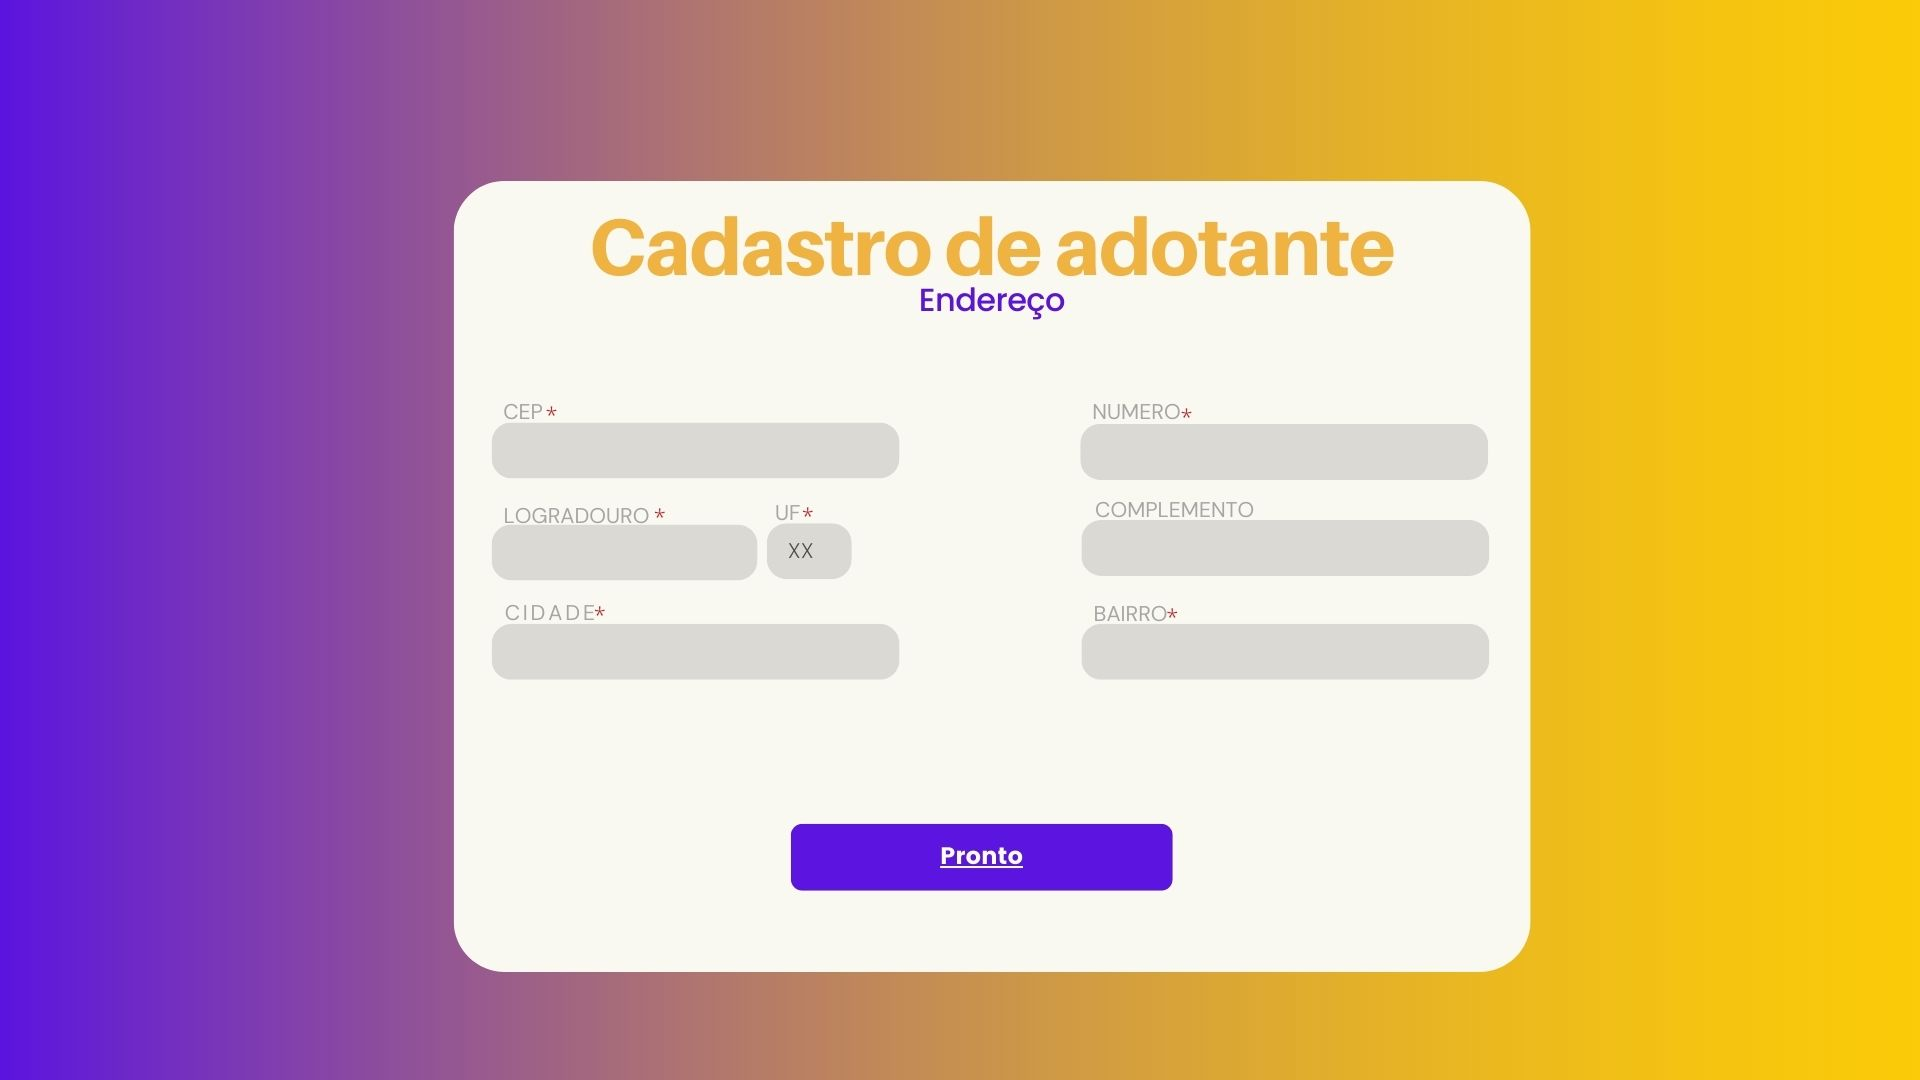 Cadastro de adotante
Endereço
CEP *
NUMERO*
LOGRADOURO *
UF*
COMPLEMENTO
XX
CIDADE*
BAIRRO*
Pronto